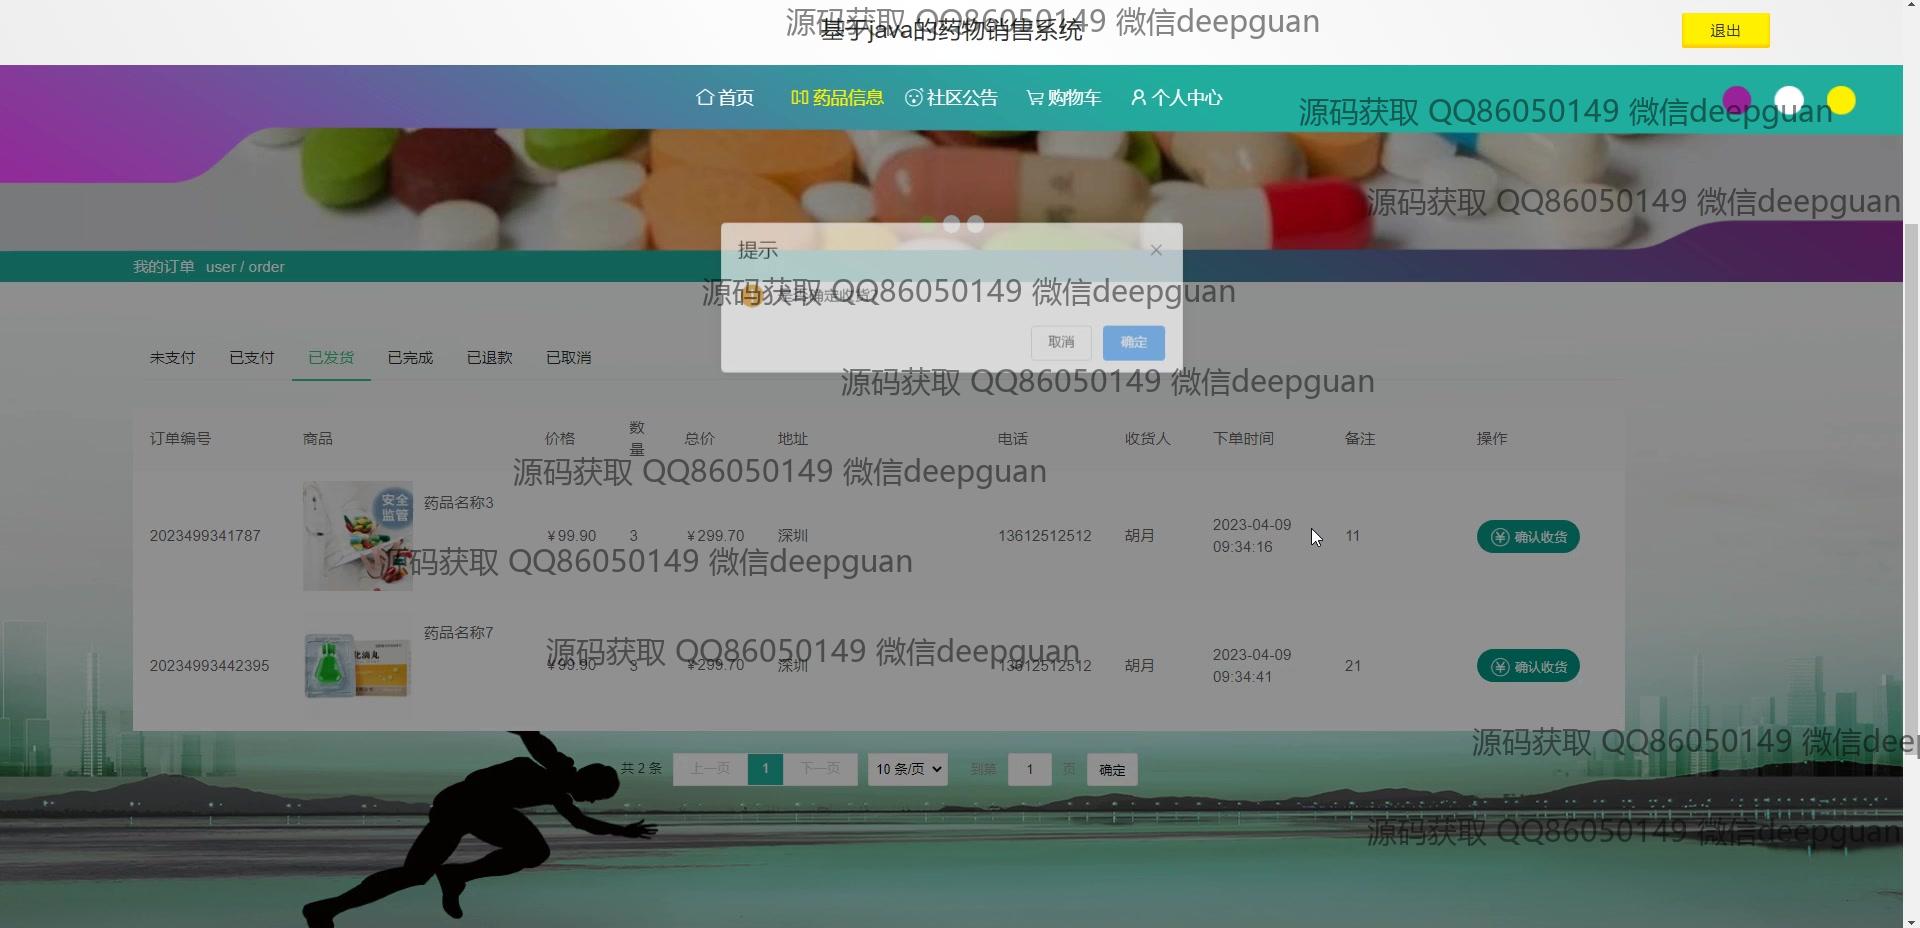 源码获取 QQ86050149 微信deepguan
基于java的药物销售系统
退出
首页 药品信息 社区公告 购物车 个人中心
源码获取 QQ86050149 微信deepguan
源码获取 QQ86050149 微信deepguan
提示
我的订单 user / order
源码获取 QQ86050149 微信deepguan
是否确定收货?
取消 确定
未支付 已支付 已发货 已完成 已退款 已取消
源码获取 QQ86050149 微信deepguan
订单编号 商品 价格 数量 总价 地址 电话 收货人 下单时间 备注 操作
源码获取 QQ86050149 微信deepguan
安全
监管
药品名称3
2023499341787 ￥99.90 3 ￥299.70 深圳 13612512512 胡月 2023-04-09 09:34:16 11 确认收货
源码获取 QQ86050149 微信deepguan
药品名称7
源码获取 QQ86050149 微信deepguan
20234993442395 ￥99.90 3 ￥299.70 深圳 13612512512 胡月 2023-04-09 09:34:41 21 确认收货
源码获取 QQ86050149 微信deep
共 2 条 上一页 1 下一页 10 条/页 到第 1 页 确定
源码获取 QQ86050149 微信deepguan